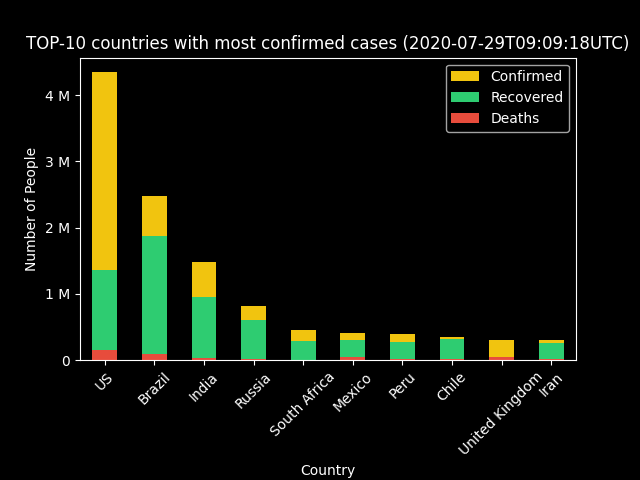 TOP-10 countries with most confirmed cases (2020-07-29T09:09:18UTC)
Confirmed
Recovered
Deaths
Number of People
4 M
3 M
2 M
1 M
0
US
Brazil
India
Russia
South Africa
Mexico
Peru
Chile
United Kingdom
Iran
Country